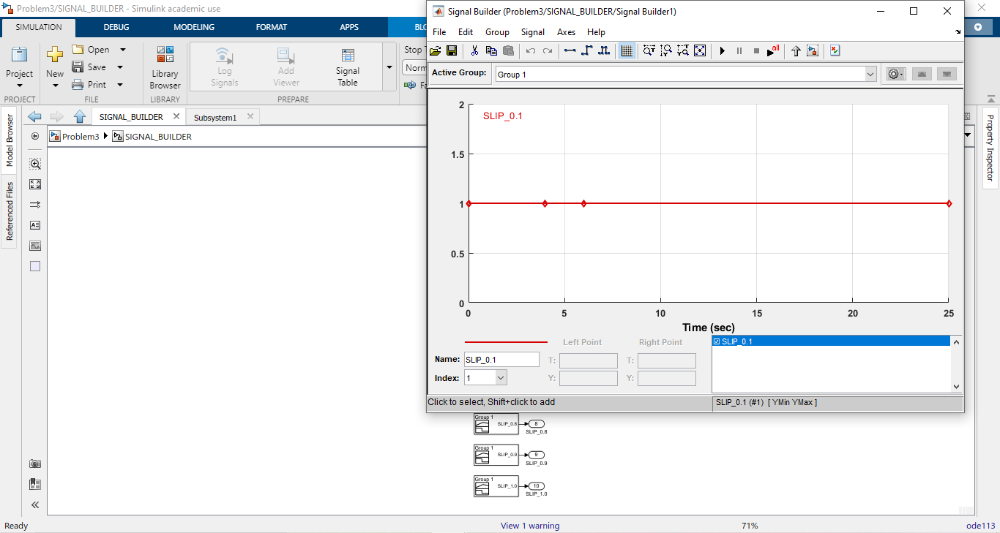 Problem3/SIGNAL_BUILDER - Simulink academic use
SIMULATION DEBUG MODELING FORMAT APPS BLO
Project
New
Open
Save
Print
Library
Browser
Log
Signals
Add
Viewer
Signal
Table
Stop T
Norm
Fa
PROJECT FILE LIBRARY PREPARE
SIGNAL_BUILDER
Subsystem1
Problem3 SIGNAL_BUILDER
Model Browser
Referenced Files
Property Inspector
Signal Builder (Problem3/SIGNAL_BUILDER/Signal Builder1)
File Edit Group Signal Axes Help
all
Active Group: Group 1
SLIP_0.1
2
1.5
1
0.5
0
0 5 10 15 20 25
Time (sec)
Left Point Right Point
Name: SLIP_0.1 T: T:
Index: 1 Y: Y:
SLIP_0.1
Click to select, Shift+click to add
SLIP_0.1 (#1) [ YMin YMax ]
Group 1
SLIP_0.8 8
SLIP_0.8
Group 1
SLIP_0.9 9
SLIP_0.9
Group 1
SLIP_1.0 10
SLIP_1.0
Ready View 1 warning 71% ode113